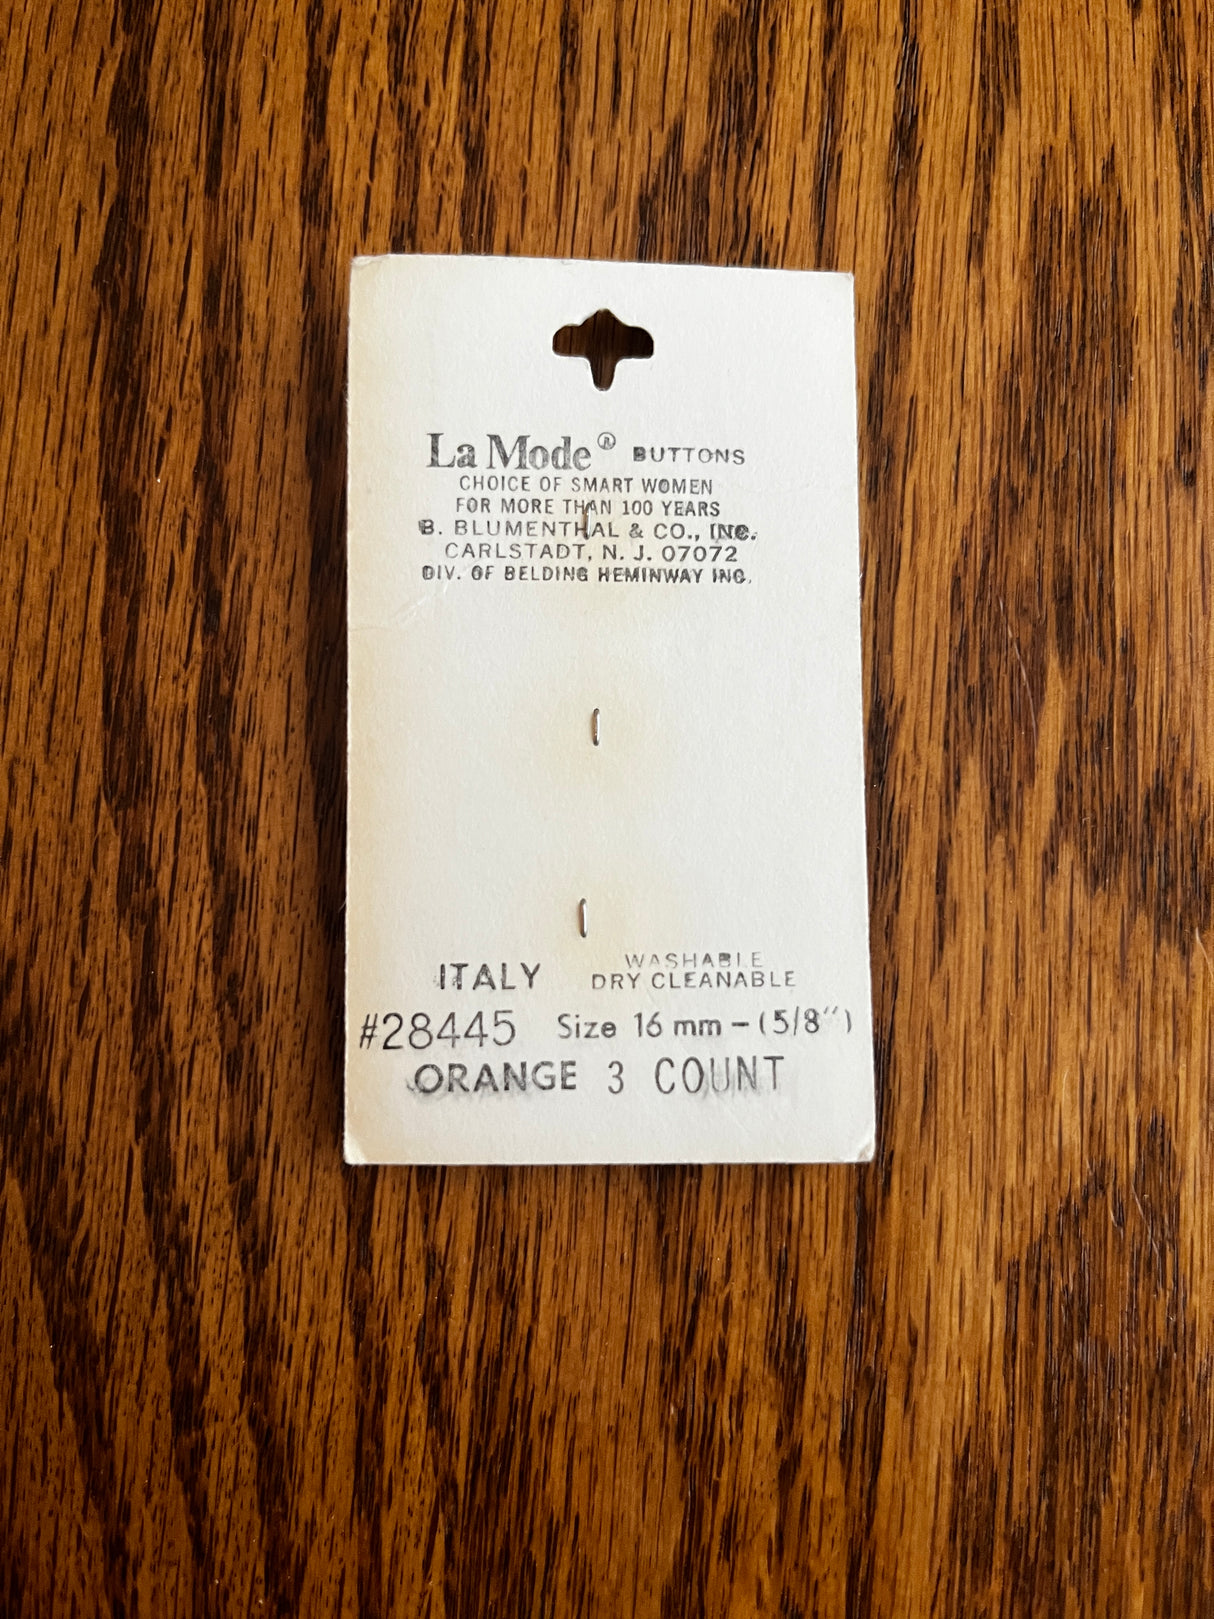 La Mode® BUTTONS
CHOICE OF SMART WOMEN
FOR MORE THAN 100 YEARS
B. BLUMENTHAL & CO., INC.
CARLSTADT, N. J. 07072
DIV. OF BELDING HEMINWAY INC.
ITALY
WASHABLE
DRY CLEANABLE
#28445 Size 16 mm – (5/8")
ORANGE 3 COUNT